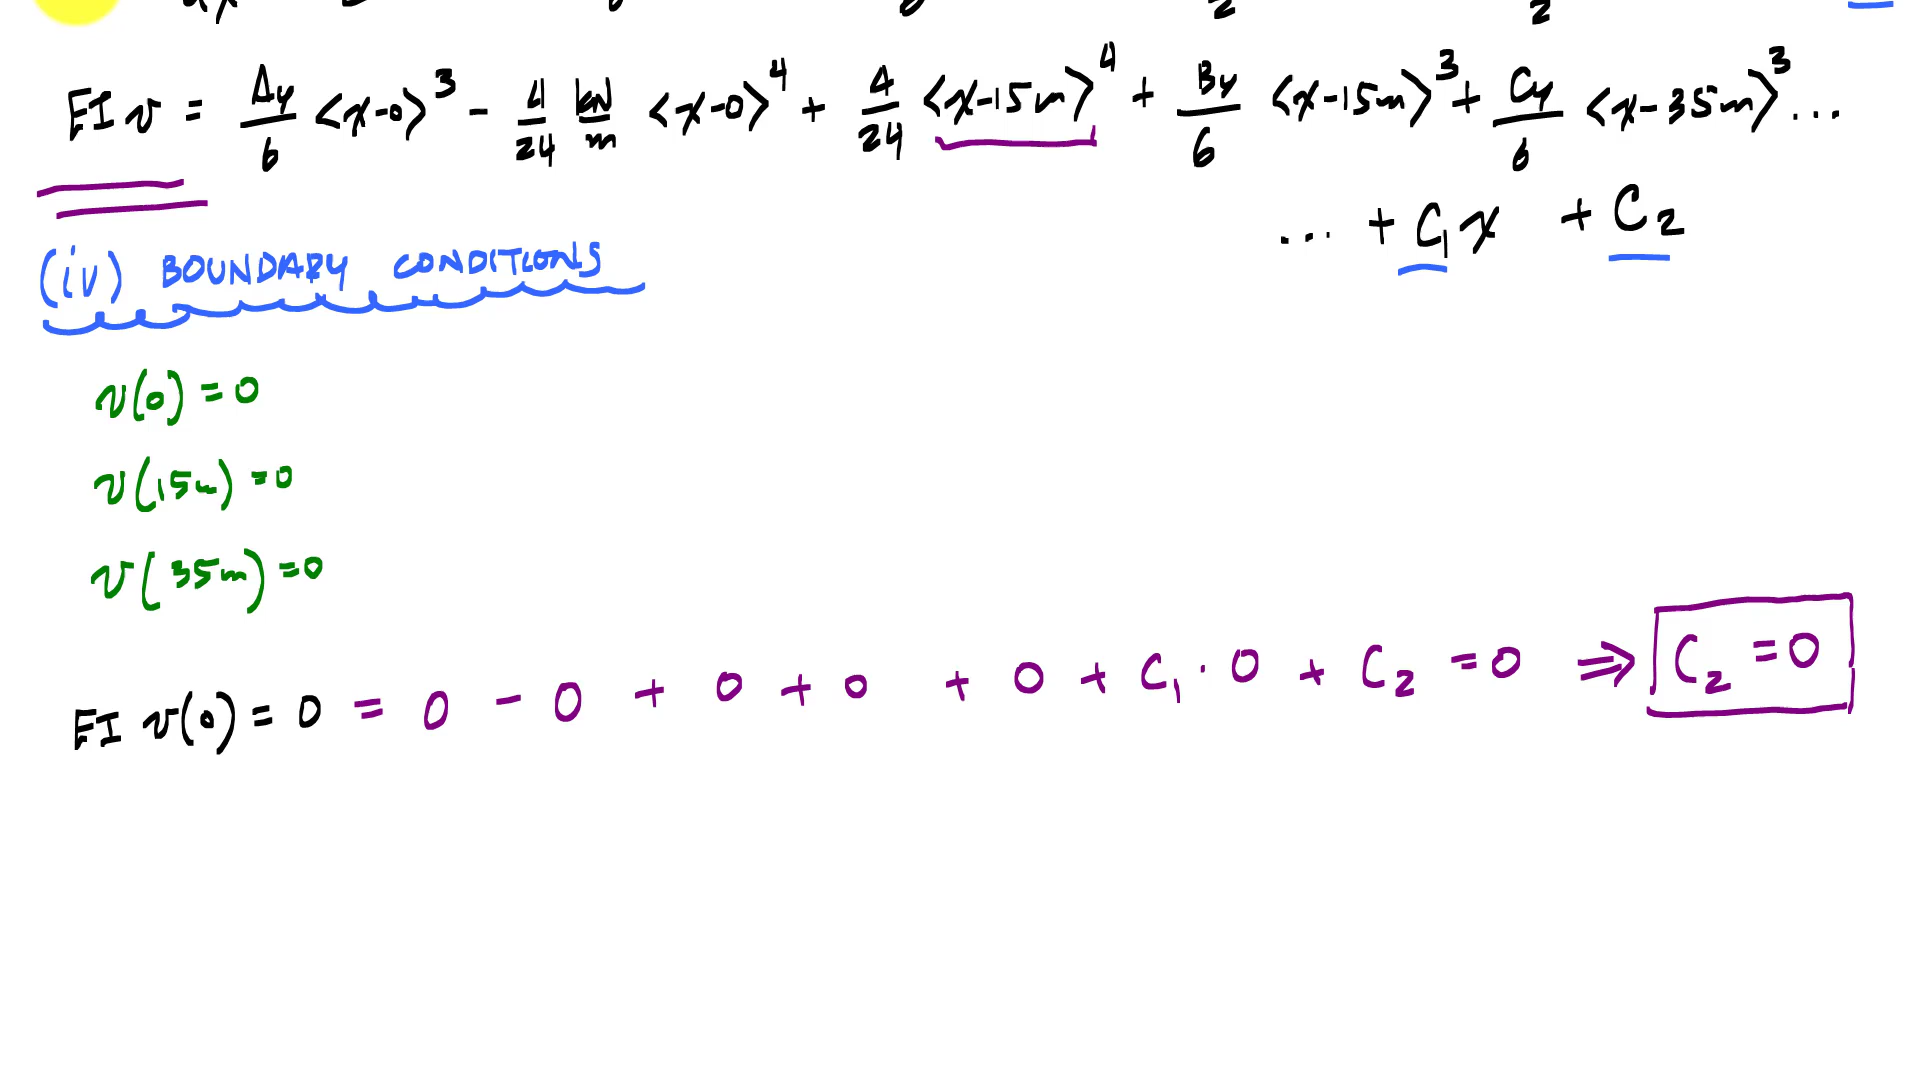 EI v = Ay/6 <x-0>^3 - 4/24 kN/m <x-0>^4 + 4/24 <x-15m>^4 + By/6 <x-15m>^3 + Cy/6 <x-35m>^3 ...
... + C₁x + C₂
(iv) BOUNDARY CONDITIONS
v(0) = 0
v(15m) = 0
v(35m) = 0
EI v(0) = 0 = 0 - 0 + 0 + 0 + 0 + C₁ · 0 + C₂ = 0 ⇒ C₂ = 0